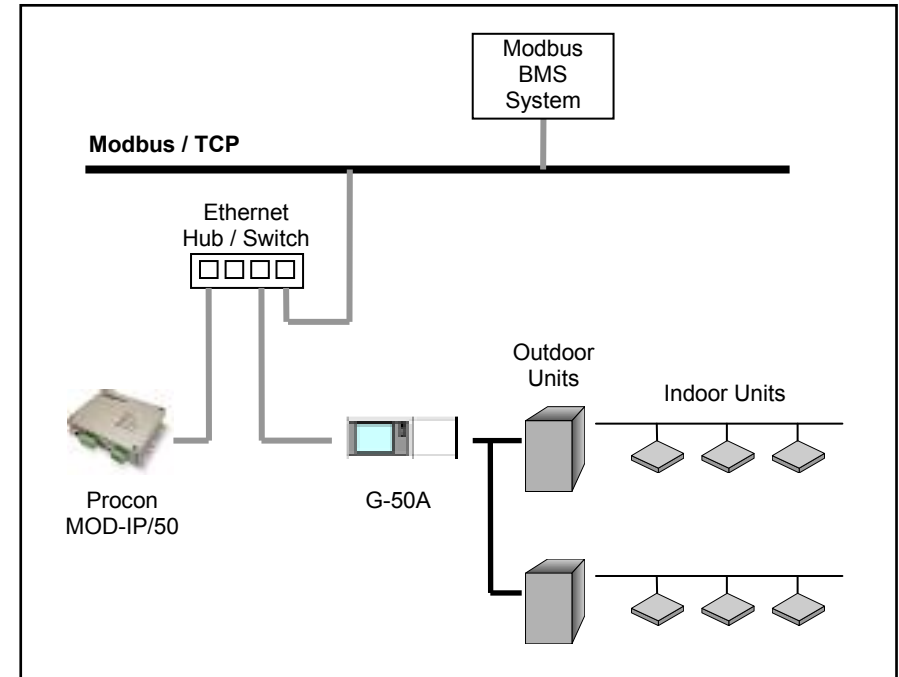 Modbus
BMS
System
Modbus / TCP
Ethernet
Hub / Switch
Outdoor
Units
Indoor Units
Procon
MOD-IP/50
G-50A